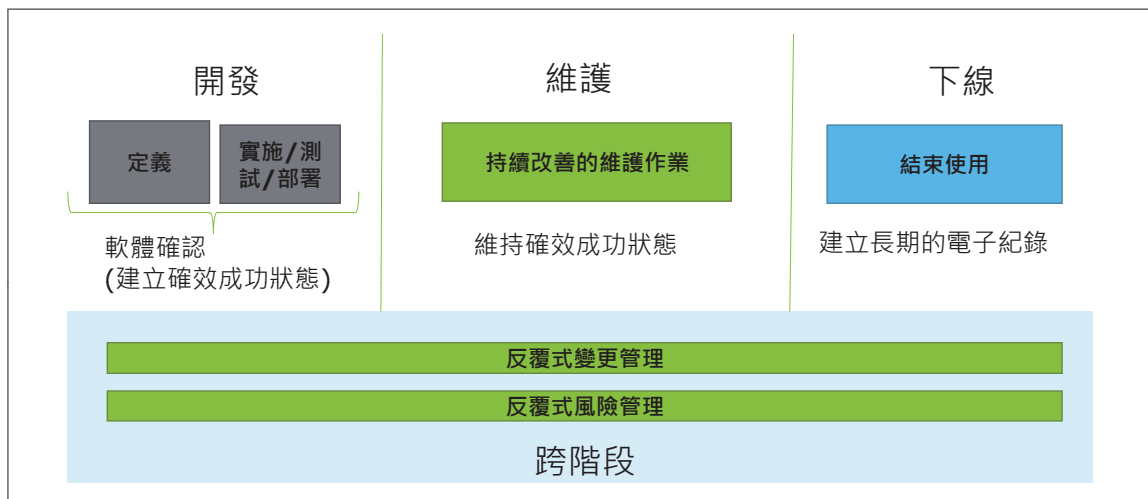 開發
維護
下線
定義
實施/測
試/部署
持續改善的維護作業
結束使用
軟體確認
(建立確效成功狀態)
維持確效成功狀態
建立長期的電子紀錄
反覆式變更管理
反覆式風險管理
跨階段